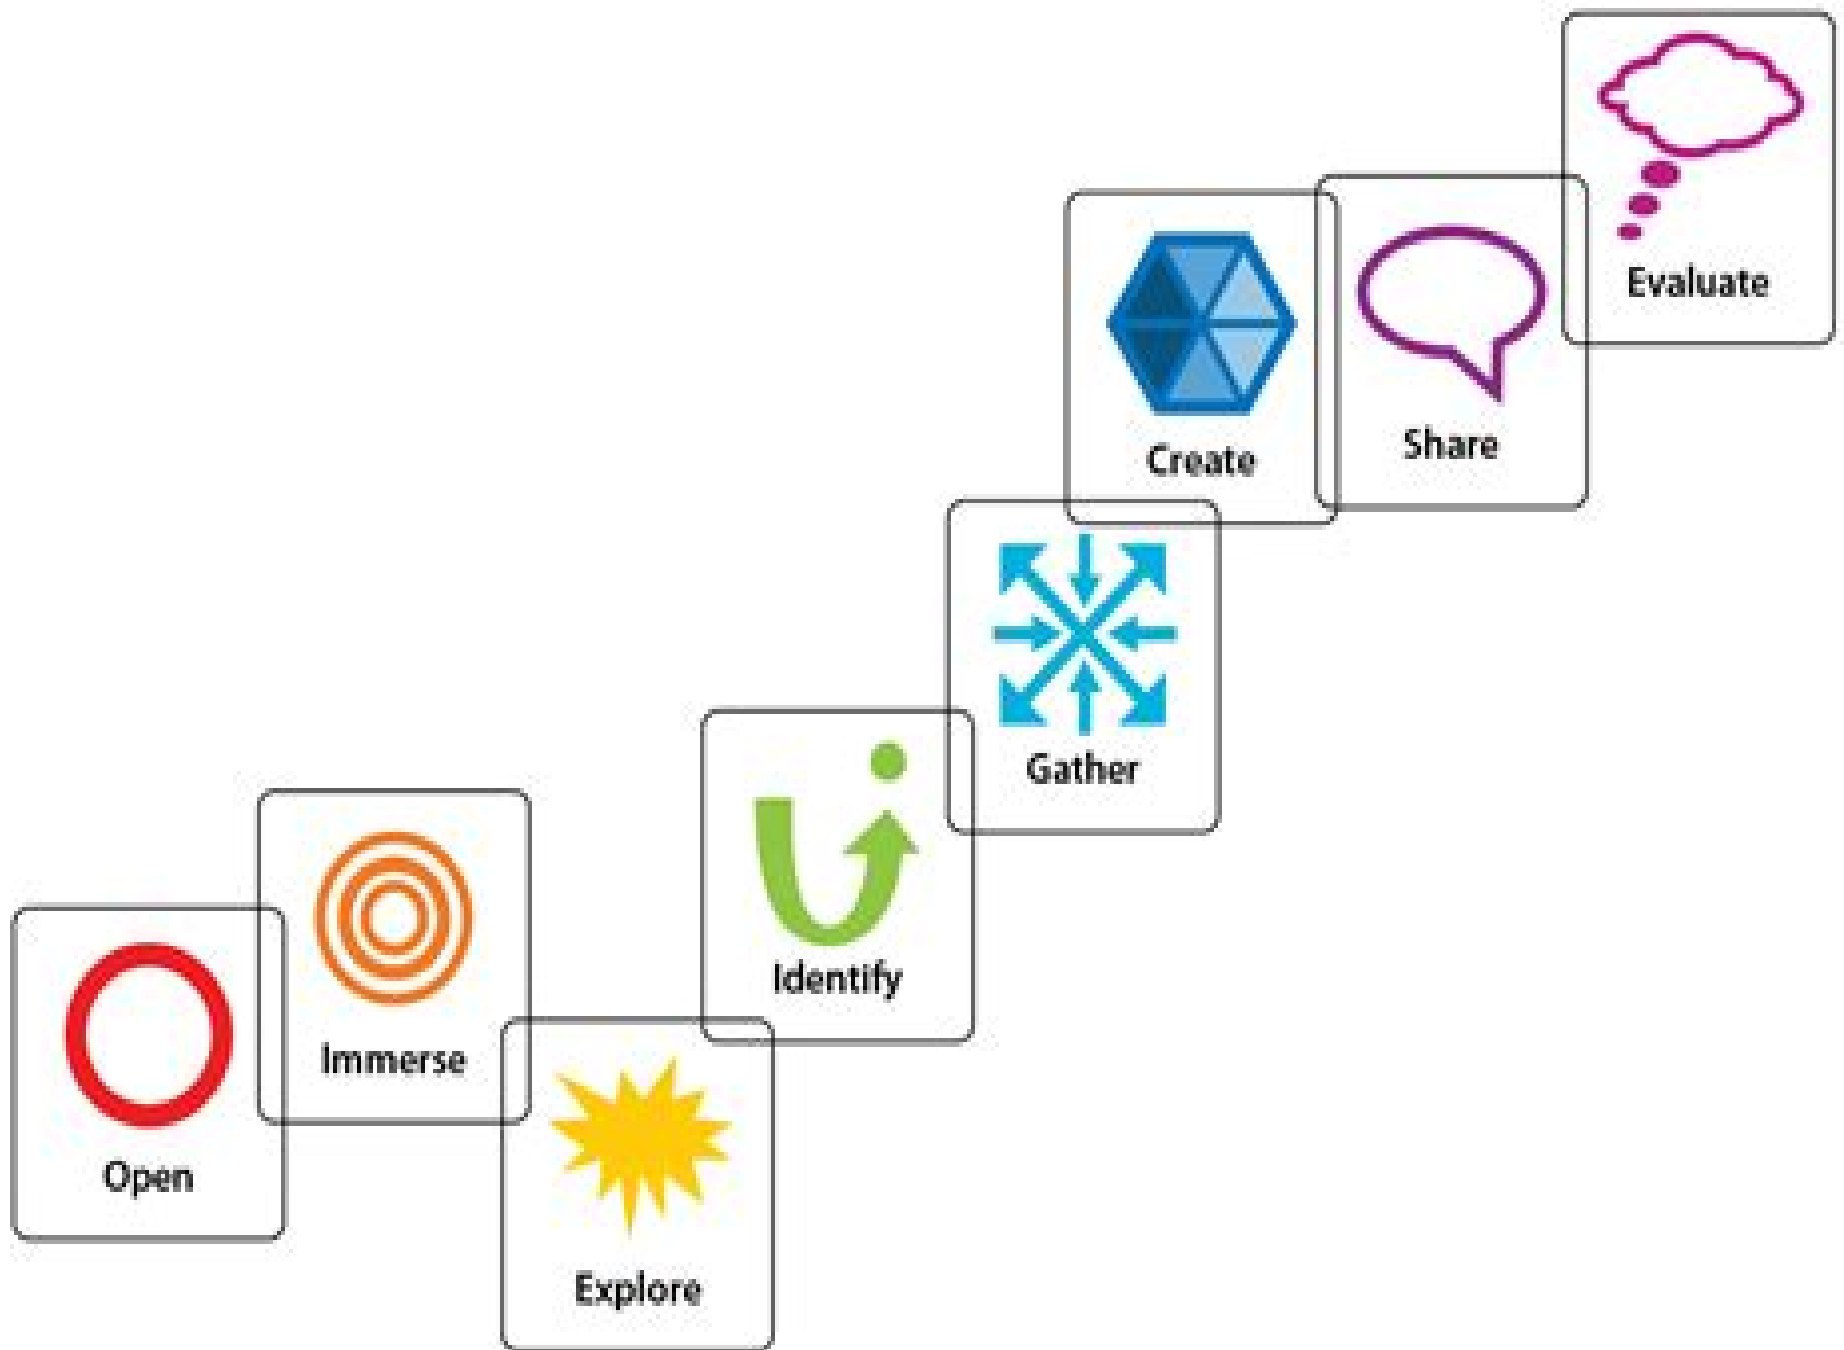 Open
Immerse
Explore
Identify
Gather
Create
Share
Evaluate